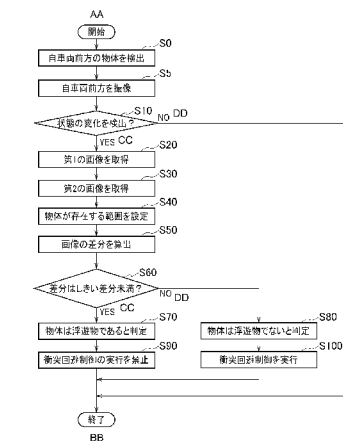 AA
開始
S0
自車両前方の物体を検出
S5
自車両前方を撮像
S10
状態の変化を検出?
NO DD
YES CC
S20
第1の画像を取得
S30
第2の画像を取得
S40
物体が存在する範囲を設定
S50
画像の差分を算出
S60
差分はしきい差分未満?
NO DD
YES CC
S70
物体は浮遊物であると判定
S80
物体は浮遊物でないと判定
S90
衝突回避制御の実行を禁止
S100
衝突回避制御を実行
終了
BB